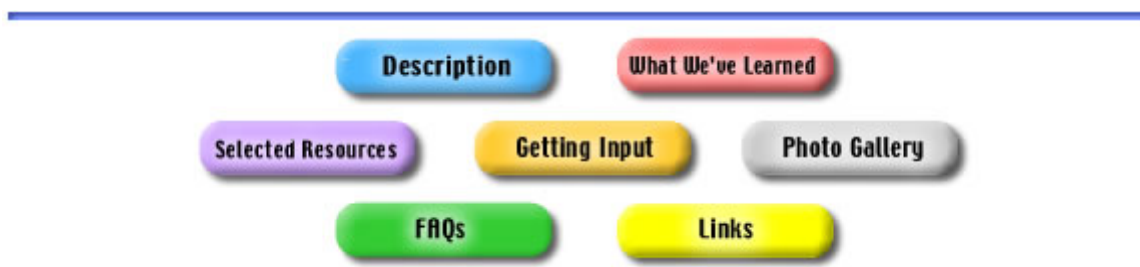 Description
What We've Learned
Selected Resources
Getting Input
Photo Gallery
FAQs
Links